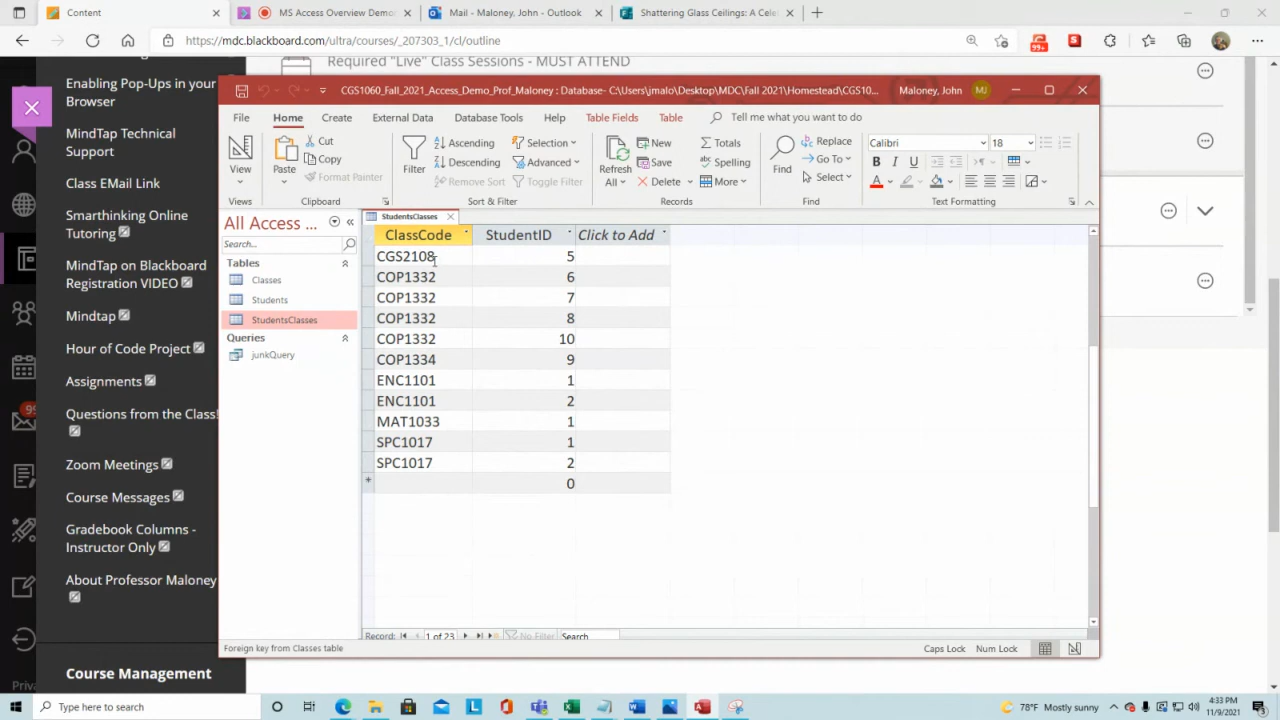 Content
MS Access Overview Demo
Mail - Maloney, John - Outlook
Shattering Glass Ceilings: A Cele
https://mdc.blackboard.com/ultra/courses/_207303_1/cl/outline
99+
Required "Live" Class Sessions - MUST ATTEND
Enabling Pop-Ups in your
Browser
MindTap Technical
Support
Class EMail Link
Smarthinking Online
Tutoring
MindTap on Blackboard
Registration VIDEO
Mindtap
Hour of Code Project
Assignments
Questions from the Class!
Zoom Meetings
Course Messages
Gradebook Columns -
Instructor Only
About Professor Maloney
Course Management
CGS1060_Fall_2021_Access_Demo_Prof_Maloney : Database- C:\Users\jmalo\Desktop\MDC\Fall 2021\Homestead\CGS10...
Maloney, John
MJ
File Home Create External Data Database Tools Help Table Fields Table Tell me what you want to do
View
Views
Paste
Cut
Copy
Format Painter
Clipboard
Filter
Ascending
Descending
Remove Sort
Selection
Advanced
Toggle Filter
Sort & Filter
Refresh
All
New
Save
Delete
Totals
Spelling
More
Records
Find
Replace
Go To
Select
Find
Calibri 18
B I U
Text Formatting
All Access ...
Search...
Tables
Classes
Students
StudentsClasses
Queries
junkQuery
StudentsClasses
ClassCode StudentID Click to Add
CGS2108 5
COP1332 6
COP1332 7
COP1332 8
COP1332 10
COP1334 9
ENC1101 1
ENC1101 2
MAT1033 1
SPC1017 1
SPC1017 2
0
Record: 1 of 23 No Filter Search
Foreign key from Classes table
Caps Lock Num Lock
Type here to search
78°F Mostly sunny
4:33 PM
11/9/2021